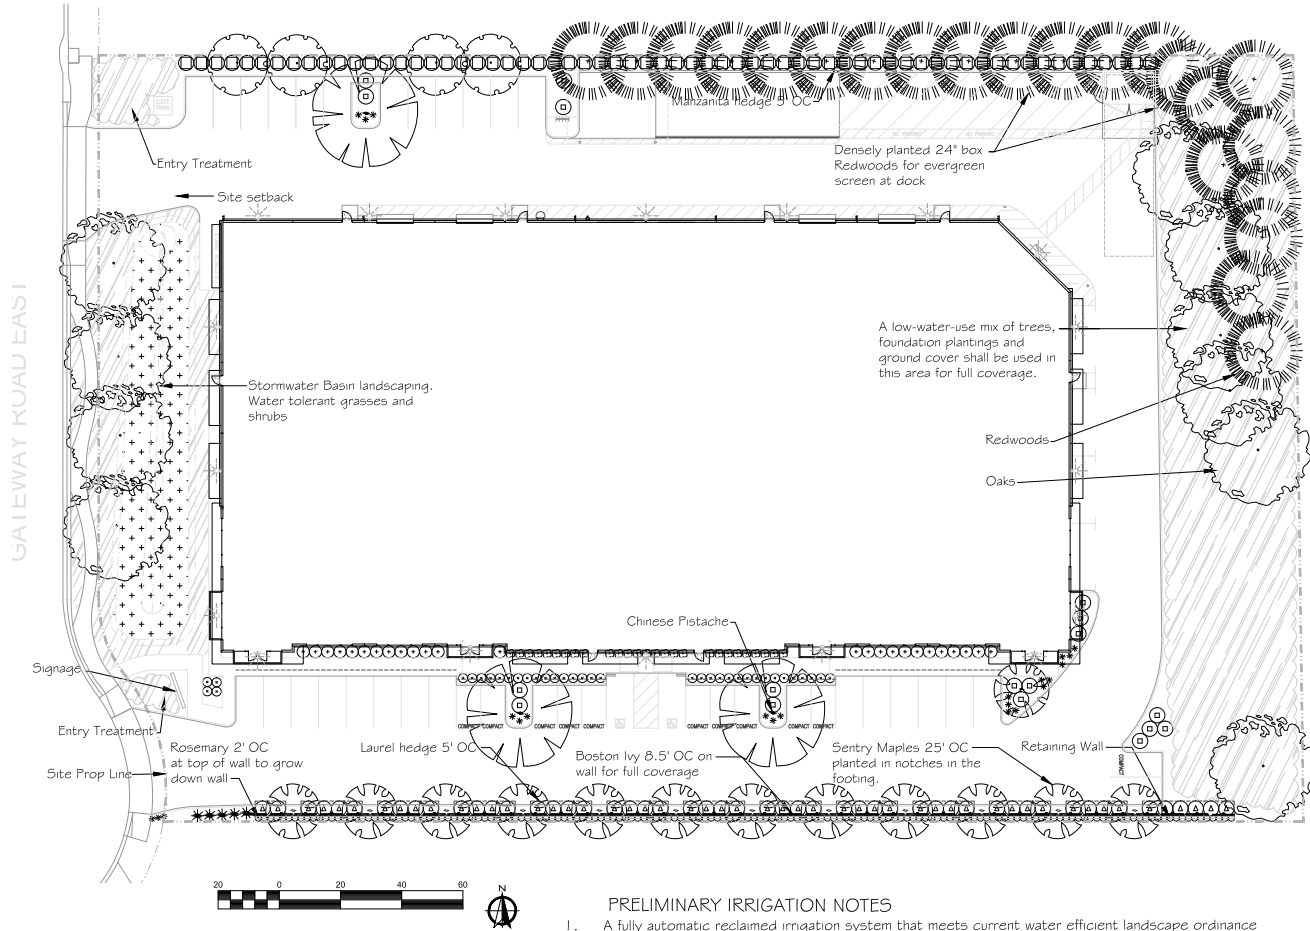 Manzanita hedge 5' OC
Entry Treatment
Densely planted 24" box
Redwoods for evergreen
screen at dock
Site setback
NO PARKING
NO PARKING
NO PARKING
GATEWAY ROAD EAST
A low-water-use mix of trees,
foundation plantings and
ground cover shall be used in
this area for full coverage.
Stormwater Basin landscaping.
Water tolerant grasses and
shrubs
Redwoods
Oaks
Chinese Pistache
Signage
Entry Treatment
COMPACT COMPACT COMPACT COMPACT COMPACT
COMPACT COMPACT COMPACT COMPACT COMPACT
Rosemary 2' OC
at top of wall to grow
down wall
Laurel hedge 5' OC
Boston Ivy 8.5' OC on
wall for full coverage
Sentry Maples 25' OC
planted in notches in the
footing.
Retaining Wall
COMPACT
Site Prop Line
20 0 20 40 60
N
PRELIMINARY IRRIGATION NOTES
1. A fully automatic reclaimed irrigation system that meets current water efficient landscape ordinance